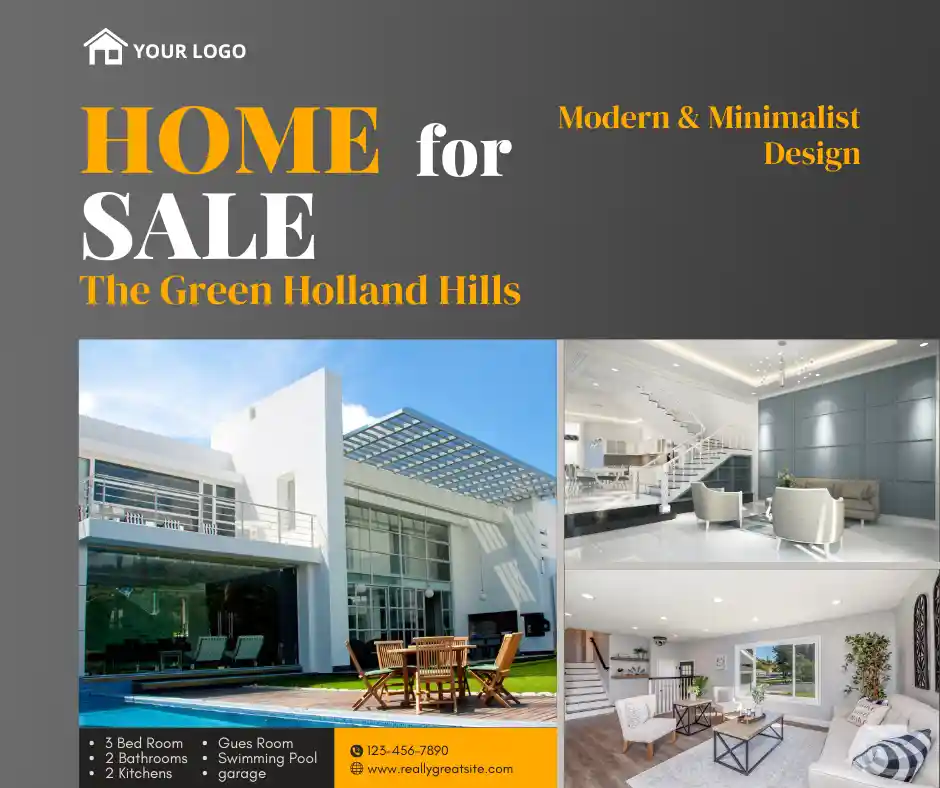 YOUR LOGO
HOME for
SALE
The Green Holland Hills
Modern & Minimalist
Design
3 Bed Room
2 Bathrooms
2 Kitchens
Gues Room
Swimming Pool
garage
123-456-7890
www.reallygreatsite.com